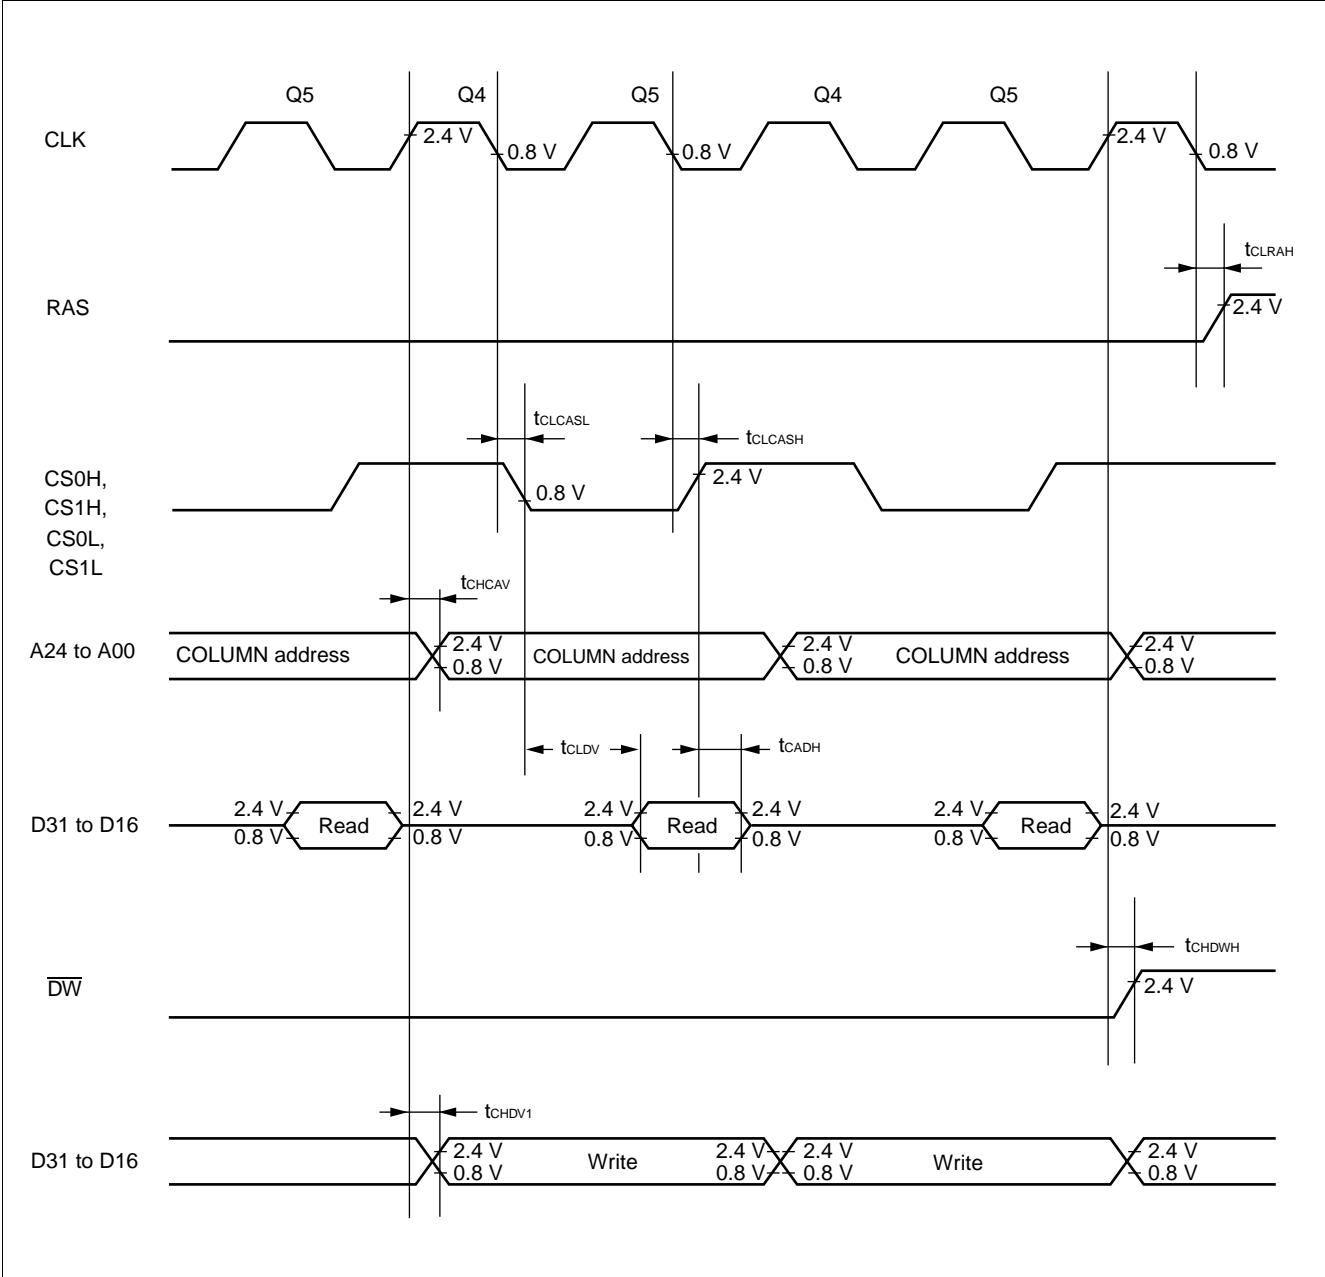 Q5 Q4 Q5 Q4 Q5
CLK 2.4 V 0.8 V 0.8 V 2.4 V 0.8 V
tCLRAH
RAS 2.4 V
tCLCASL tCLCASH
CS0H, 2.4 V
CS1H, 0.8 V
CS0L,
CS1L
tCHCAV
A24 to A00 COLUMN address 2.4 V COLUMN address 2.4 V COLUMN address 2.4 V
0.8 V 0.8 V 0.8 V
tCLDV tCADH
2.4 V 2.4 V 2.4 V 2.4 V 2.4 V 2.4 V
D31 to D16 Read Read Read
0.8 V 0.8 V 0.8 V 0.8 V 0.8 V 0.8 V
tCHDWH
DW 2.4 V
tCHDV1
2.4 V 2.4 V 2.4 V 2.4 V
D31 to D16 Write Write
0.8 V 0.8 V 0.8 V 0.8 V